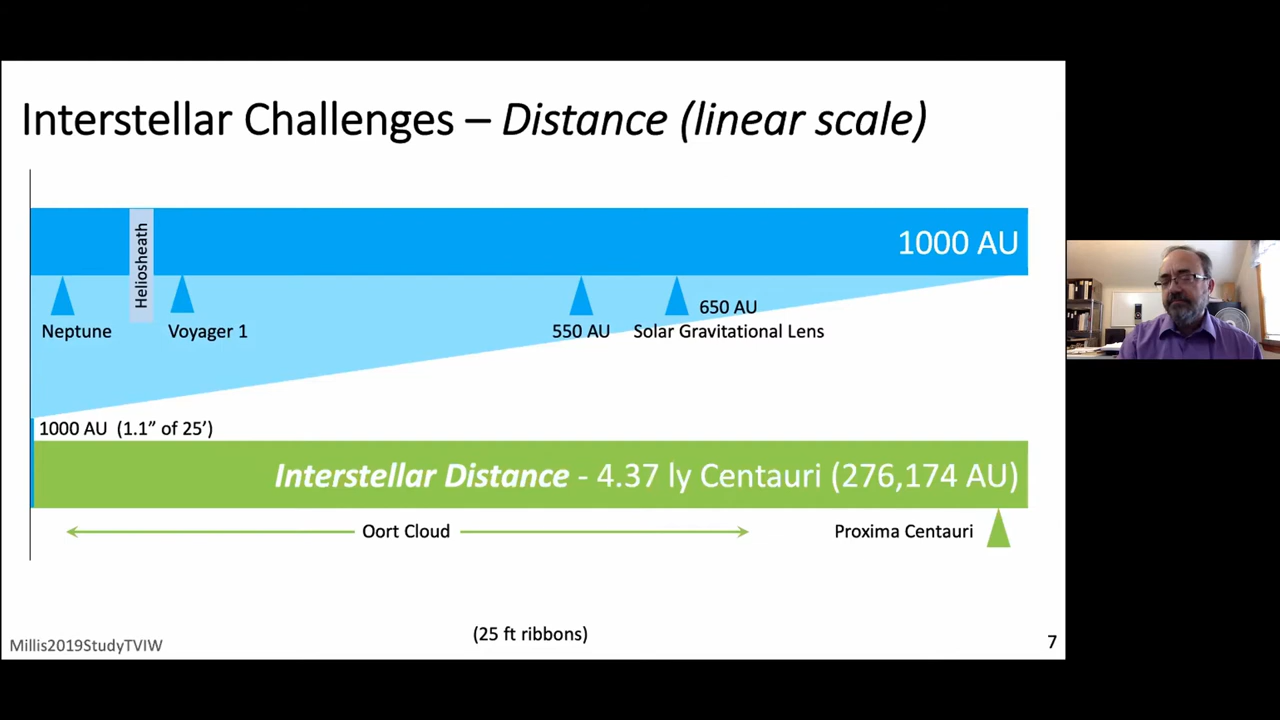 Interstellar Challenges – Distance (linear scale)
Heliosheath
1000 AU
Neptune
Voyager 1
550 AU
650 AU
Solar Gravitational Lens
1000 AU (1.1” of 25’)
Interstellar Distance - 4.37 ly Centauri (276,174 AU)
Oort Cloud
Proxima Centauri
(25 ft ribbons)
Millis2019StudyTVIW
7